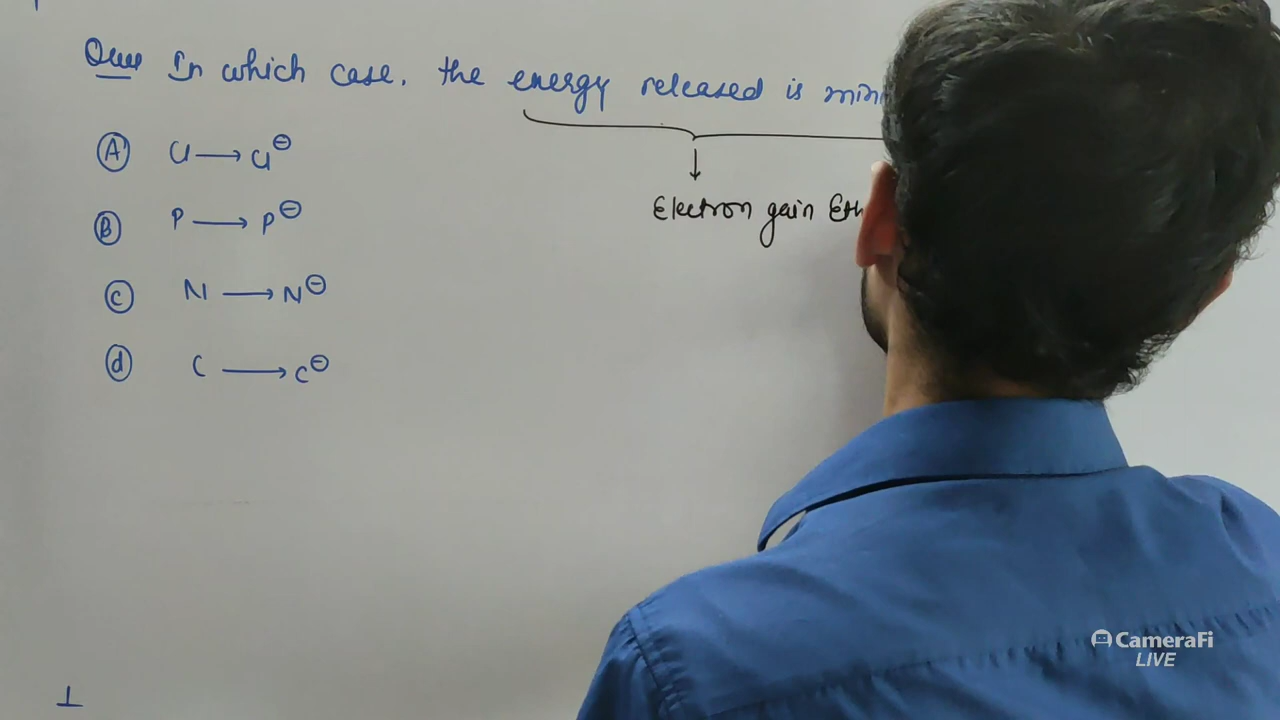 Que In which case, the energy released is
A Cl → Cl⊖
B P → P⊖
Electron gain
C N → N⊖
d C → C⊖
CameraFi
LIVE